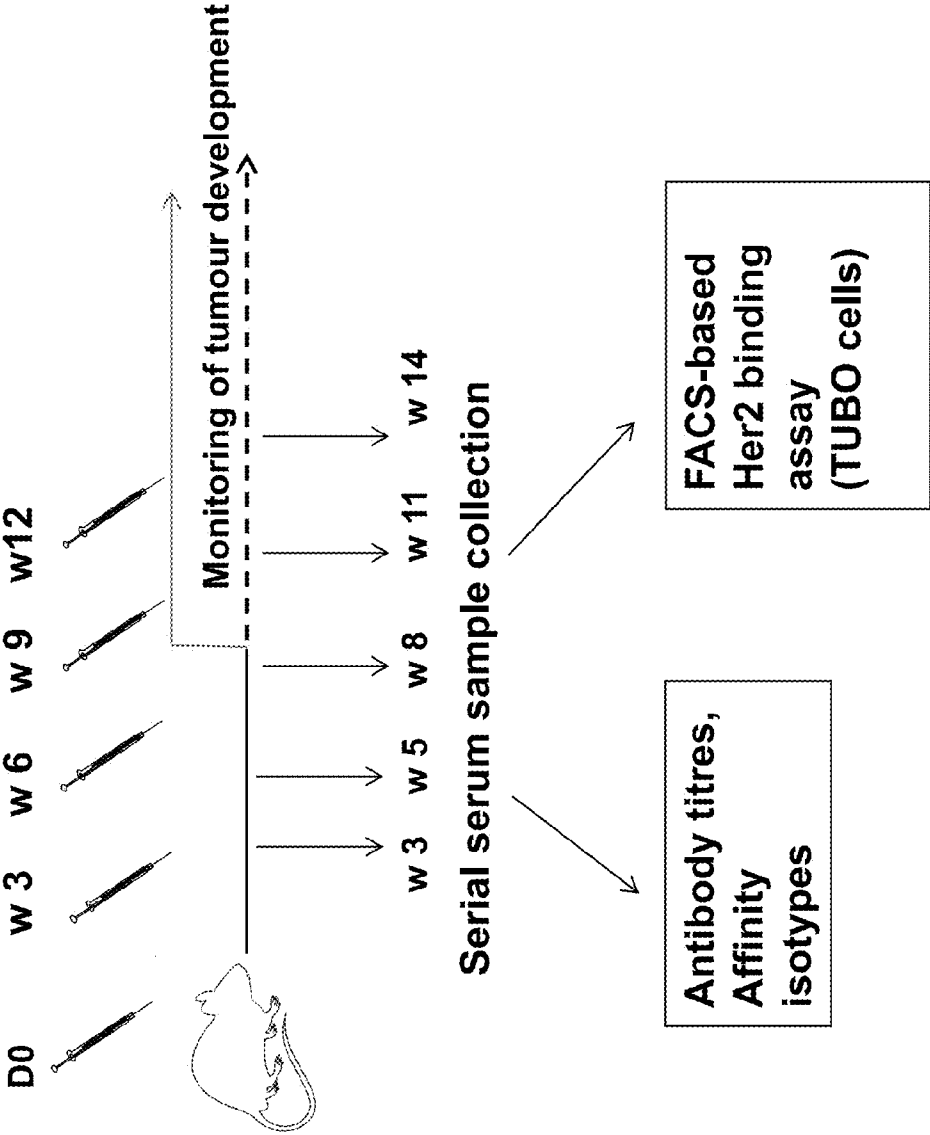 D0 w 3 w 6 w 9 w12
Monitoring of tumour development
w 3 w 5 w 8 w 11 w 14
Serial serum sample collection
Antibody titres,
Affinity
isotypes
FACS-based
Her2 binding
assay
(TUBO cells)